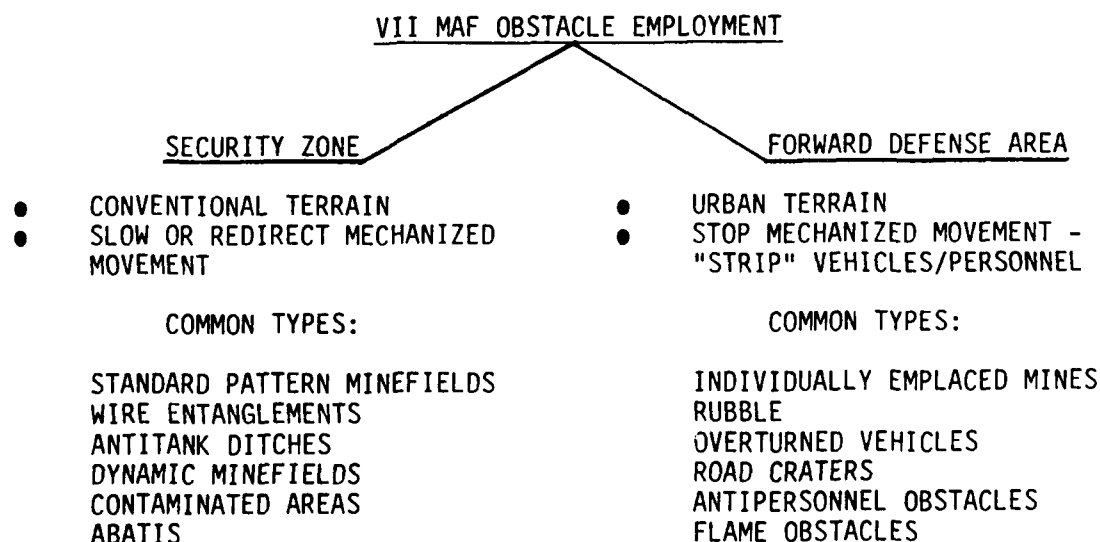 VII MAF OBSTACLE EMPLOYMENT
SECURITY ZONE
● CONVENTIONAL TERRAIN
● SLOW OR REDIRECT MECHANIZED
MOVEMENT
COMMON TYPES:
STANDARD PATTERN MINEFIELDS
WIRE ENTANGLEMENTS
ANTITANK DITCHES
DYNAMIC MINEFIELDS
CONTAMINATED AREAS
ABATIS
FORWARD DEFENSE AREA
● URBAN TERRAIN
● STOP MECHANIZED MOVEMENT -
"STRIP" VEHICLES/PERSONNEL
COMMON TYPES:
INDIVIDUALLY EMPLACED MINES
RUBBLE
OVERTURNED VEHICLES
ROAD CRATERS
ANTIPERSONNEL OBSTACLES
FLAME OBSTACLES